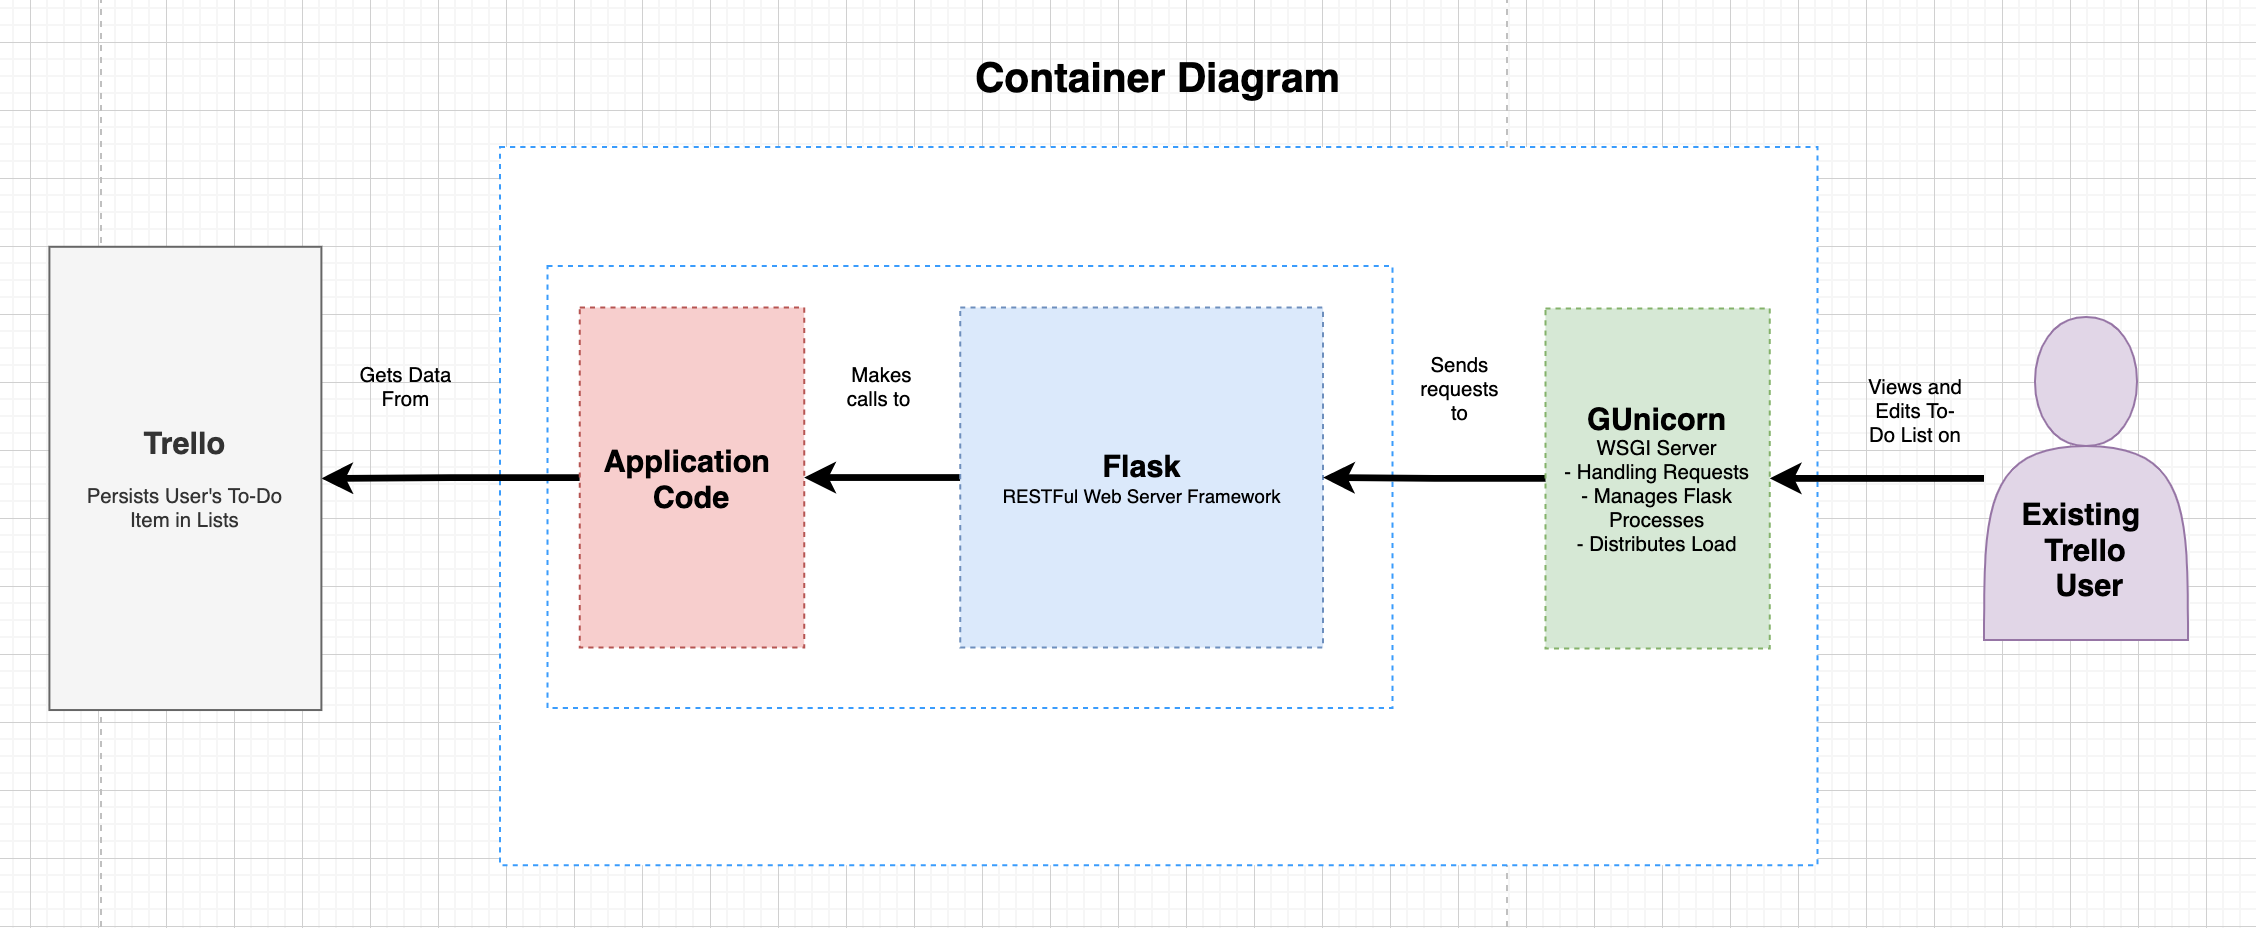 Container Diagram
Trello
Persists User's To-Do
Item in Lists
Gets Data
From
Application
Code
Makes
calls to
Flask
RESTFul Web Server Framework
Sends
requests
to
GUnicorn
WSGI Server
- Handling Requests
- Manages Flask
Processes
- Distributes Load
Views and
Edits To-
Do List on
Existing
Trello
User